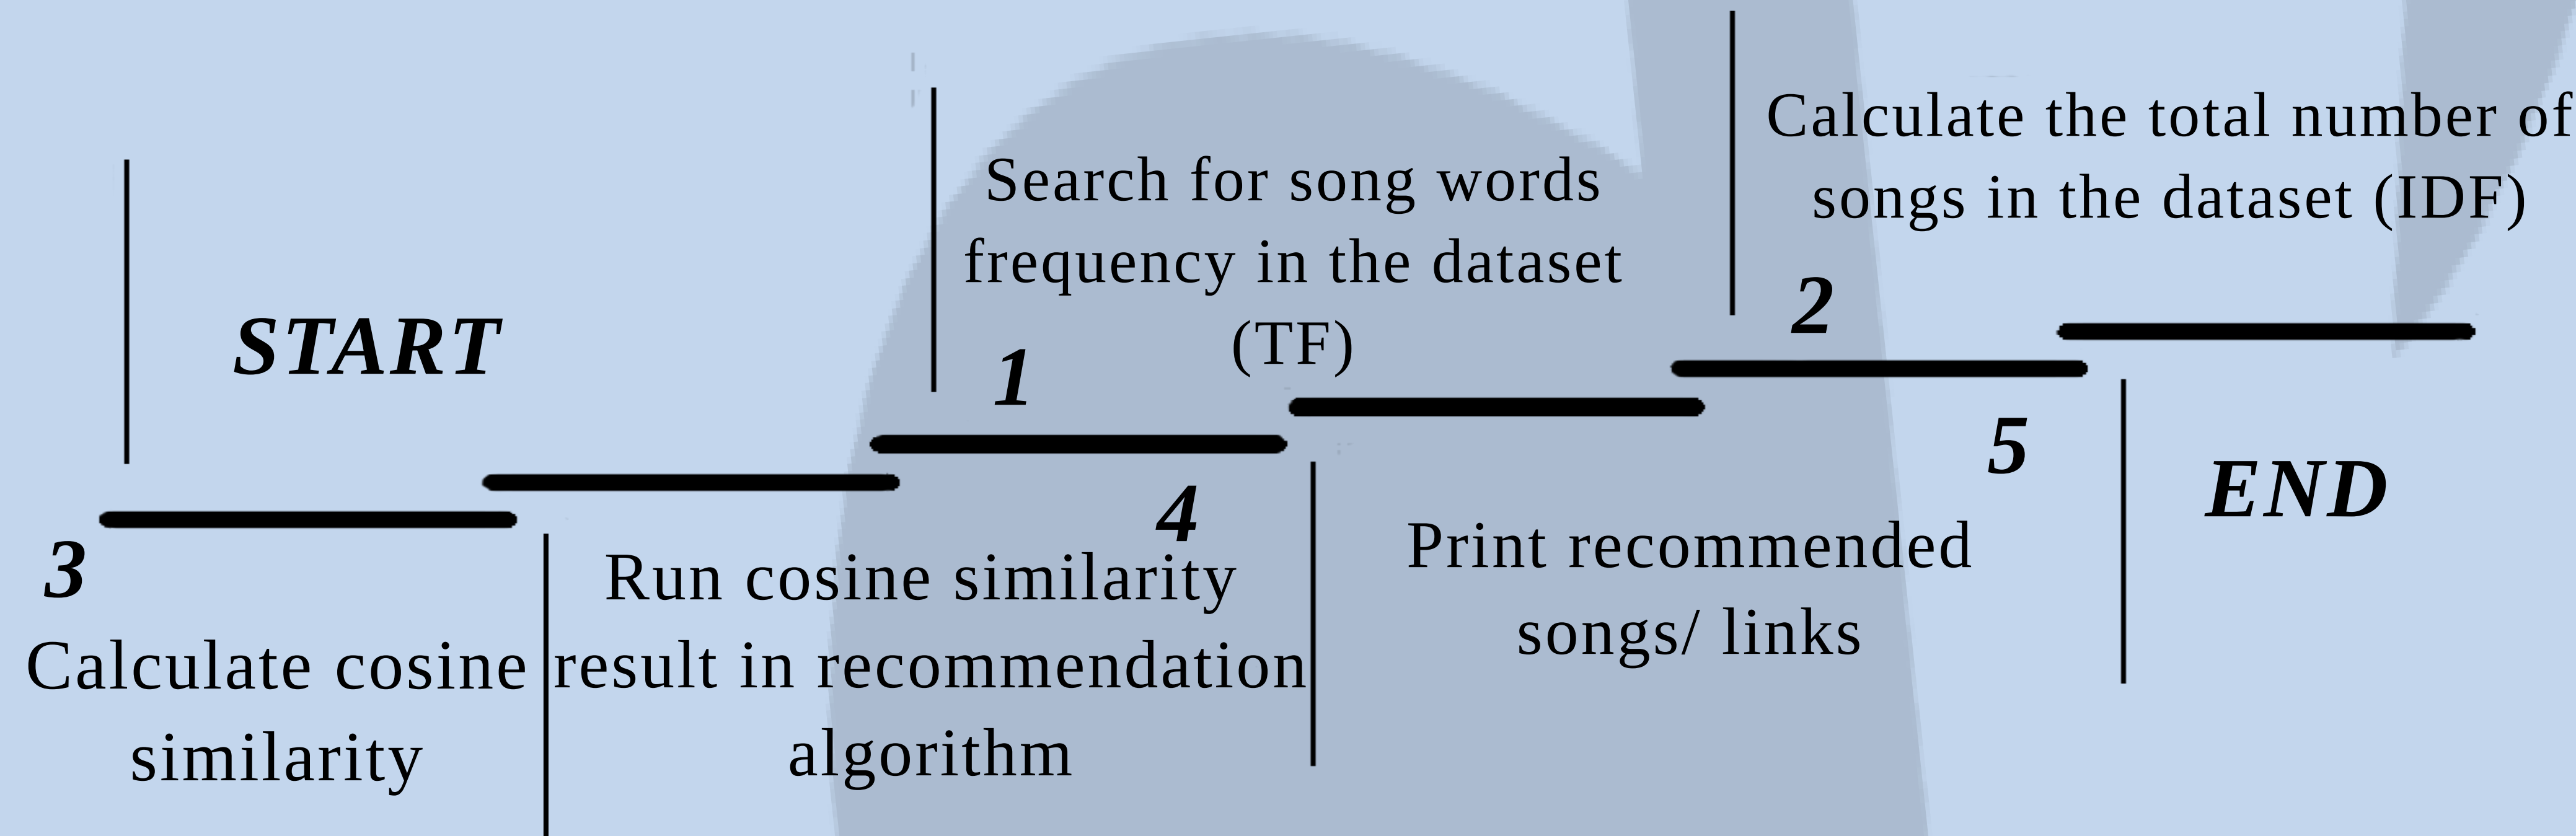 START
1
Search for song words
frequency in the dataset
(TF)
2
Calculate the total number of
songs in the dataset (IDF)
3
Calculate cosine
similarity
4
Run cosine similarity
result in recommendation
algorithm
5
Print recommended
songs/ links
END